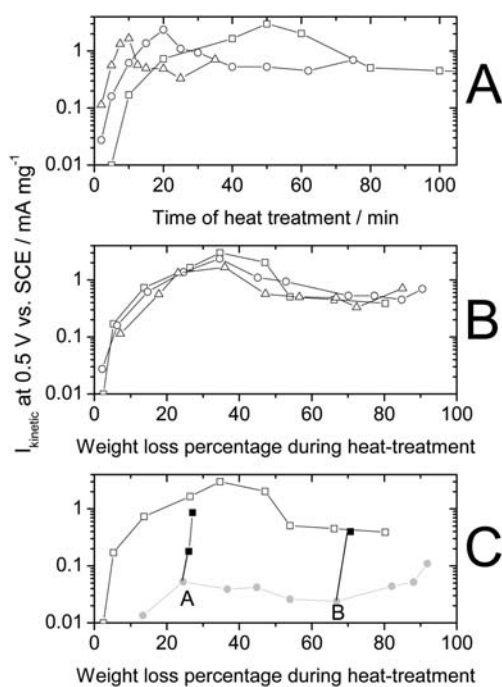 I_kinetic at 0.5 V vs. SCE / mA mg⁻¹
1
0.1
0.01
0 20 40 60 80 100
Time of heat treatment / min
A
1
0.1
0.01
0 20 40 60 80 100
Weight loss percentage during heat-treatment
B
1
0.1
0.01
A
B
0 20 40 60 80 100
Weight loss percentage during heat-treatment
C